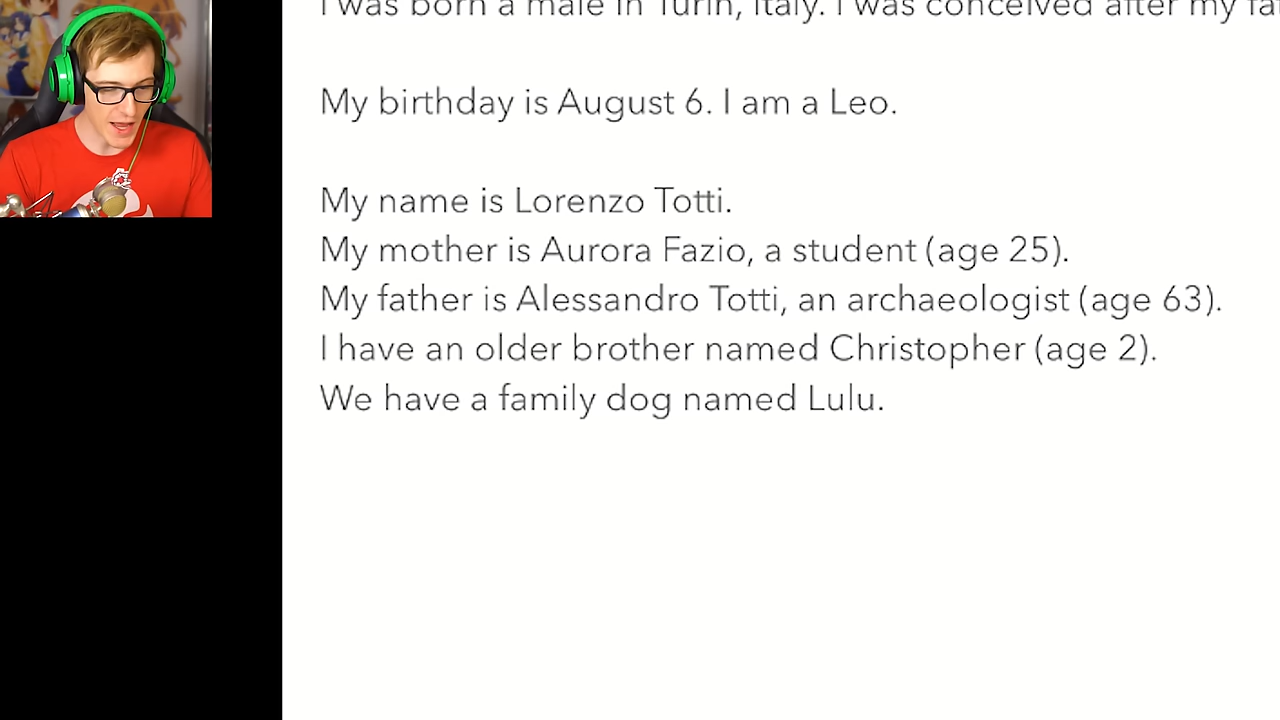 I was born a male in Turin, Italy. I was conceived after my
My birthday is August 6. I am a Leo.
My name is Lorenzo Totti.
My mother is Aurora Fazio, a student (age 25).
My father is Alessandro Totti, an archaeologist (age 63).
I have an older brother named Christopher (age 2).
We have a family dog named Lulu.